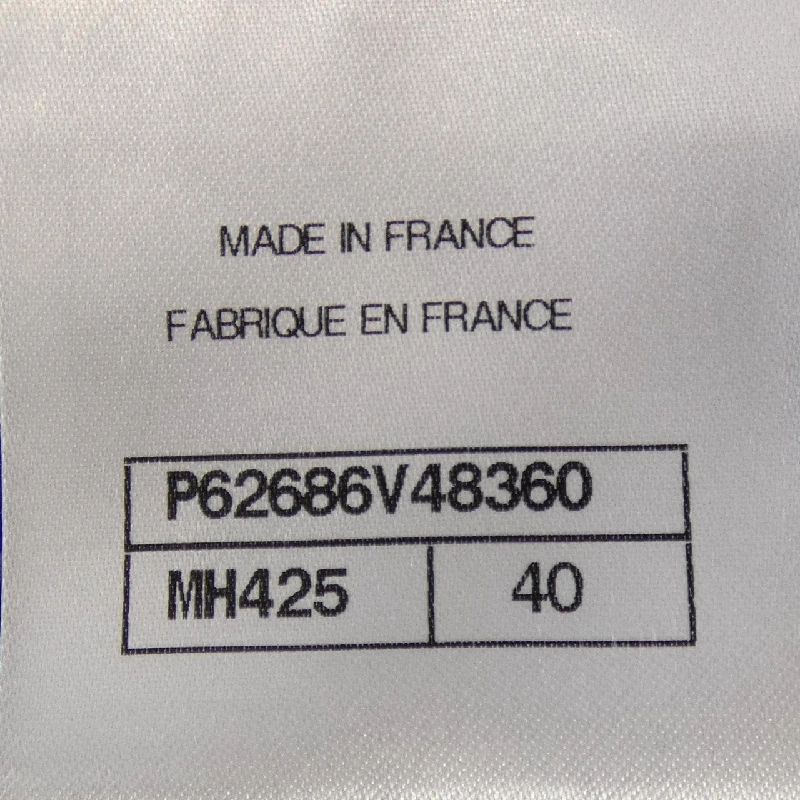 MADE IN FRANCE
FABRIQUE EN FRANCE
P62686V48360
MH425 40